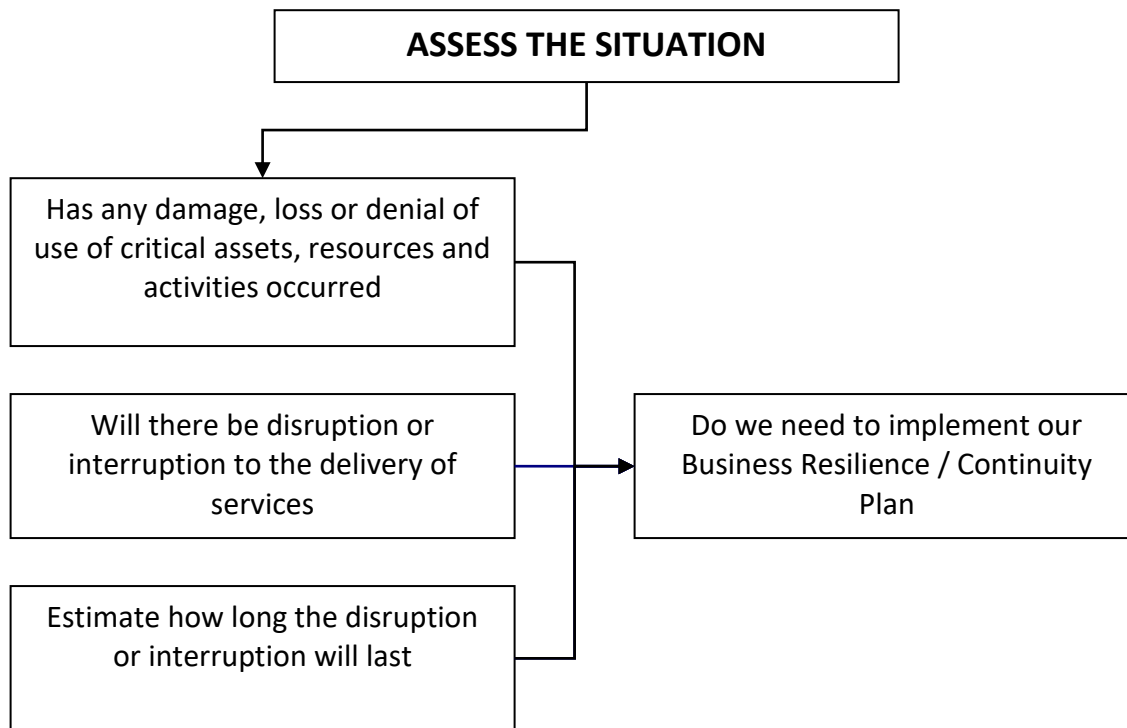 ASSESS THE SITUATION
Has any damage, loss or denial of
use of critical assets, resources and
activities occurred
Will there be disruption or
interruption to the delivery of
services
Do we need to implement our
Business Resilience / Continuity
Plan
Estimate how long the disruption
or interruption will last